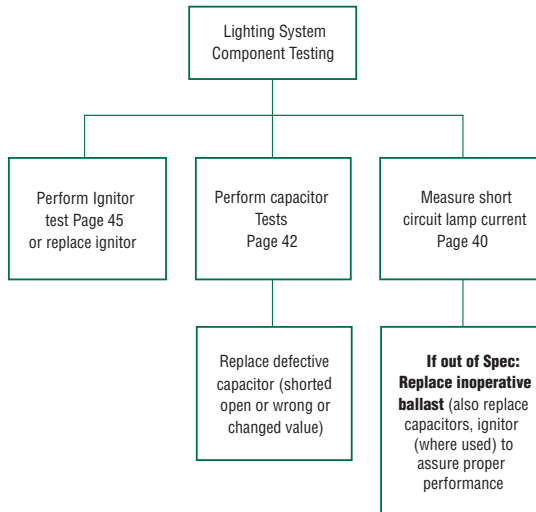 Lighting System
Component Testing
Perform Ignitor
test Page 45
or replace ignitor
Perform capacitor
Tests
Page 42
Measure short
circuit lamp current
Page 40
Replace defective
capacitor (shorted
open or wrong or
changed value)
If out of Spec:
Replace inoperative
ballast (also replace
capacitors, ignitor
(where used) to
assure proper
performance